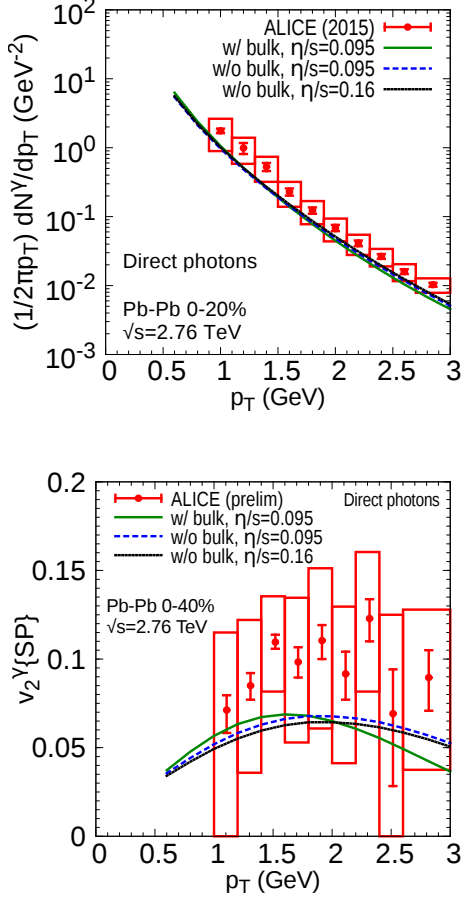 ALICE (2015)
w/ bulk, η/s=0.095
w/o bulk, η/s=0.095
w/o bulk, η/s=0.16
(1/2πp_T) dN^γ/dp_T (GeV^-2)
10^2
10^1
10^0
10^-1
10^-2
10^-3
Direct photons
Pb-Pb 0-20%
√s=2.76 TeV
0 0.5 1 1.5 2 2.5 3
p_T (GeV)
ALICE (prelim)
Direct photons
w/ bulk, η/s=0.095
w/o bulk, η/s=0.095
w/o bulk, η/s=0.16
Pb-Pb 0-40%
√s=2.76 TeV
v_2^γ{SP}
0.2
0.15
0.1
0.05
0
0 0.5 1 1.5 2 2.5 3
p_T (GeV)